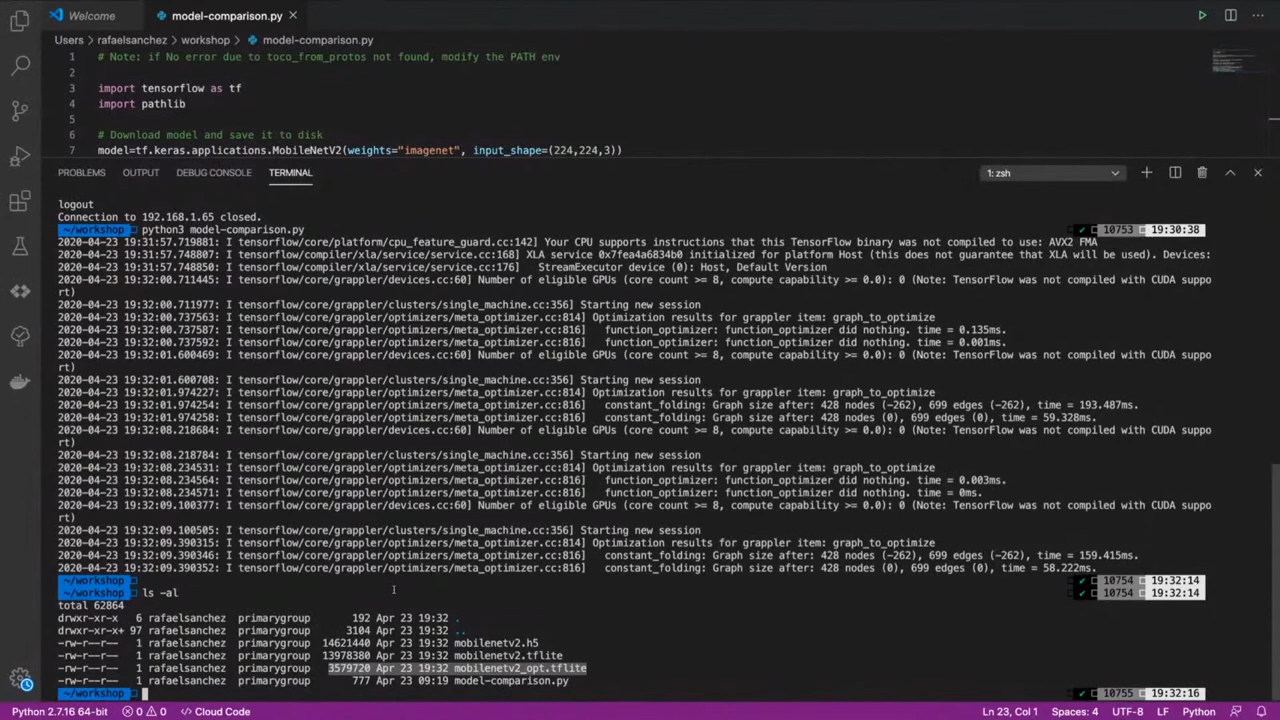 Welcome
model-comparison.py
Users > rafaelsanchez > workshop > model-comparison.py
1 # Note: if No error due to toco_from_protos not found, modify the PATH env
2
3 import tensorflow as tf
4 import pathlib
5
6 # Download model and save it to disk
7 model=tf.keras.applications.MobileNetV2(weights="imagenet", input_shape=(224,224,3))
PROBLEMS OUTPUT DEBUG CONSOLE TERMINAL 1: zsh
logout
Connection to 192.168.1.65 closed.
~/workshop python3 model-comparison.py ✔ 10753 19:30:38
2020-04-23 19:31:57.719881: I tensorflow/core/platform/cpu_feature_guard.cc:142] Your CPU supports instructions that this TensorFlow binary was not compiled to use: AVX2 FMA
2020-04-23 19:31:57.748807: I tensorflow/compiler/xla/service/service.cc:168] XLA service 0x7fea4a6834b0 initialized for platform Host (this does not guarantee that XLA will be used). Devices:
2020-04-23 19:31:57.748850: I tensorflow/compiler/xla/service/service.cc:176]   StreamExecutor device (0): Host, Default Version
2020-04-23 19:32:00.711445: I tensorflow/core/grappler/devices.cc:60] Number of eligible GPUs (core count >= 8, compute capability >= 0.0): 0 (Note: TensorFlow was not compiled with CUDA suppo
rt)
2020-04-23 19:32:00.711977: I tensorflow/core/grappler/clusters/single_machine.cc:356] Starting new session
2020-04-23 19:32:00.737563: I tensorflow/core/grappler/optimizers/meta_optimizer.cc:814] Optimization results for grappler item: graph_to_optimize
2020-04-23 19:32:00.737587: I tensorflow/core/grappler/optimizers/meta_optimizer.cc:816]   function_optimizer: function_optimizer did nothing. time = 0.135ms.
2020-04-23 19:32:00.737592: I tensorflow/core/grappler/optimizers/meta_optimizer.cc:816]   function_optimizer: function_optimizer did nothing. time = 0.001ms.
2020-04-23 19:32:01.600469: I tensorflow/core/grappler/devices.cc:60] Number of eligible GPUs (core count >= 8, compute capability >= 0.0): 0 (Note: TensorFlow was not compiled with CUDA suppo
rt)
2020-04-23 19:32:01.600708: I tensorflow/core/grappler/clusters/single_machine.cc:356] Starting new session
2020-04-23 19:32:01.974227: I tensorflow/core/grappler/optimizers/meta_optimizer.cc:814] Optimization results for grappler item: graph_to_optimize
2020-04-23 19:32:01.974254: I tensorflow/core/grappler/optimizers/meta_optimizer.cc:816]   constant_folding: Graph size after: 428 nodes (-262), 699 edges (-262), time = 193.487ms.
2020-04-23 19:32:01.974258: I tensorflow/core/grappler/optimizers/meta_optimizer.cc:816]   constant_folding: Graph size after: 428 nodes (0), 699 edges (0), time = 59.328ms.
2020-04-23 19:32:08.218684: I tensorflow/core/grappler/devices.cc:60] Number of eligible GPUs (core count >= 8, compute capability >= 0.0): 0 (Note: TensorFlow was not compiled with CUDA suppo
rt)
2020-04-23 19:32:08.218784: I tensorflow/core/grappler/clusters/single_machine.cc:356] Starting new session
2020-04-23 19:32:08.234531: I tensorflow/core/grappler/optimizers/meta_optimizer.cc:814] Optimization results for grappler item: graph_to_optimize
2020-04-23 19:32:08.234564: I tensorflow/core/grappler/optimizers/meta_optimizer.cc:816]   function_optimizer: function_optimizer did nothing. time = 0.003ms.
2020-04-23 19:32:08.234571: I tensorflow/core/grappler/optimizers/meta_optimizer.cc:816]   function_optimizer: function_optimizer did nothing. time = 0ms.
2020-04-23 19:32:09.100377: I tensorflow/core/grappler/devices.cc:60] Number of eligible GPUs (core count >= 8, compute capability >= 0.0): 0 (Note: TensorFlow was not compiled with CUDA suppo
rt)
2020-04-23 19:32:09.100505: I tensorflow/core/grappler/clusters/single_machine.cc:356] Starting new session
2020-04-23 19:32:09.390315: I tensorflow/core/grappler/optimizers/meta_optimizer.cc:814] Optimization results for grappler item: graph_to_optimize
2020-04-23 19:32:09.390346: I tensorflow/core/grappler/optimizers/meta_optimizer.cc:816]   constant_folding: Graph size after: 428 nodes (-262), 699 edges (-262), time = 159.415ms.
2020-04-23 19:32:09.390352: I tensorflow/core/grappler/optimizers/meta_optimizer.cc:816]   constant_folding: Graph size after: 428 nodes (0), 699 edges (0), time = 58.222ms.
~/workshop ✔ 10754 19:32:14
~/workshop ls -al ✔ 10754 19:32:14
total 62864
drwxr-xr-x 6 rafaelsanchez primarygroup 192 Apr 23 19:32 .
drwxr-xr-x+ 97 rafaelsanchez primarygroup 3104 Apr 23 19:32 ..
-rw-r--r-- 1 rafaelsanchez primarygroup 14621440 Apr 23 19:32 mobilenetv2.h5
-rw-r--r-- 1 rafaelsanchez primarygroup 13978380 Apr 23 19:32 mobilenetv2.tflite
-rw-r--r-- 1 rafaelsanchez primarygroup 3579720 Apr 23 19:32 mobilenetv2_opt.tflite
-rw-r--r-- 1 rafaelsanchez primarygroup 777 Apr 23 09:19 model-comparison.py
~/workshop ✔ 10755 19:32:16
Python 2.7.16 64-bit 0 0 Cloud Code Ln 23, Col 1 Spaces: 4 UTF-8 LF Python